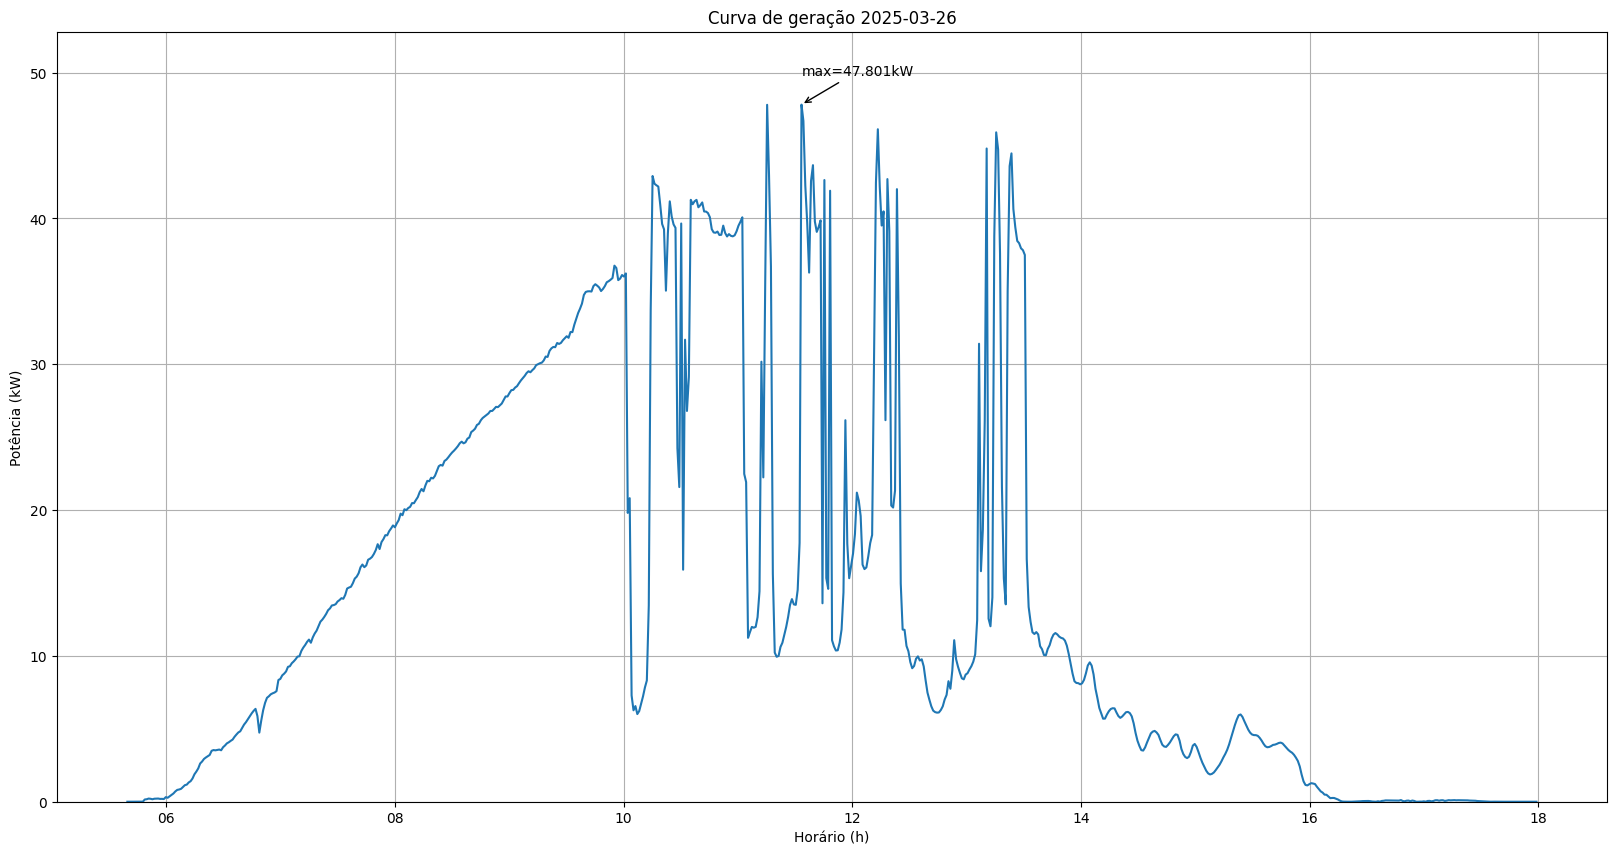 Curva de geração 2025-03-26
max=47.801kW
50
40
30
20
10
0
Potência (kW)
06 08 10 12 14 16 18
Horário (h)